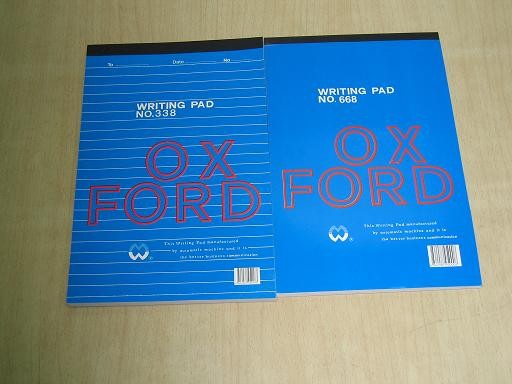 To Date No
WRITING PAD
NO.338
OX
FORD
This Writing Pad manufactured
by automatic machine and it is
the better business communication
WRITING PAD
NO. 668
OX
FORD
This Writing Pad manufactured
by automatic machine and it is
the better business communication